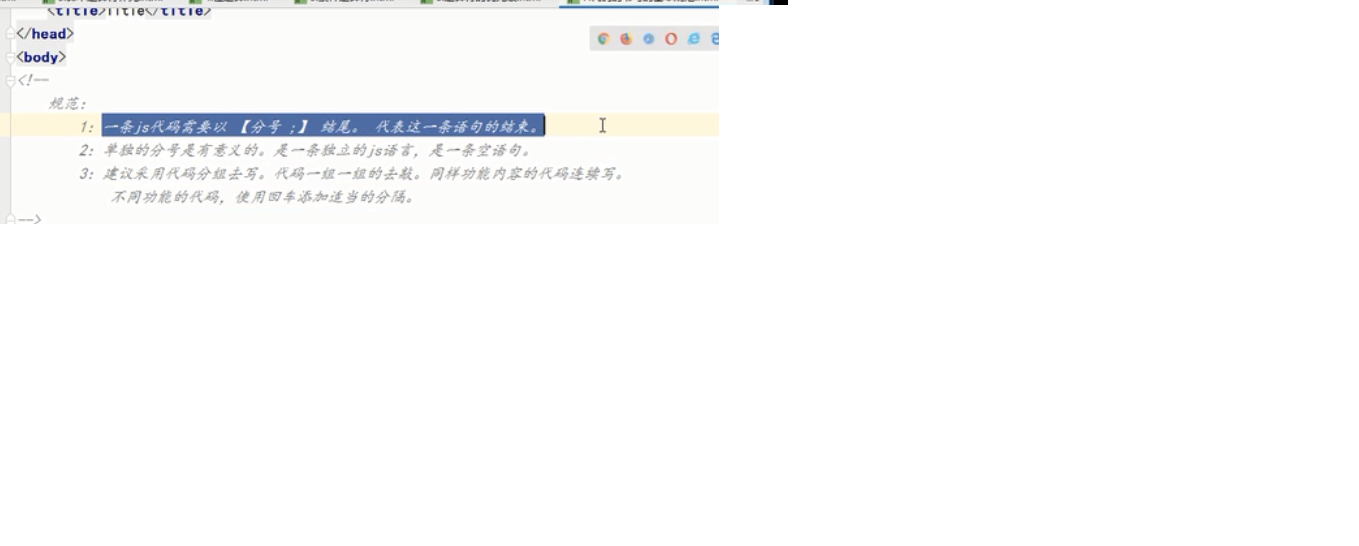 <title>Title</title>
</head>
<body>
<!--
规范:
1: 一条js代码需要以 【分号 ;】 结尾。 代表这一条语句的结束。
2: 单独的分号是有意义的。是一条独立的js语言, 是一条空语句。
3: 建议采用代码分组去写。代码一组一组的去敲。同样功能内容的代码连续写。
不同功能的代码, 使用回车添加适当的分隔。
-->